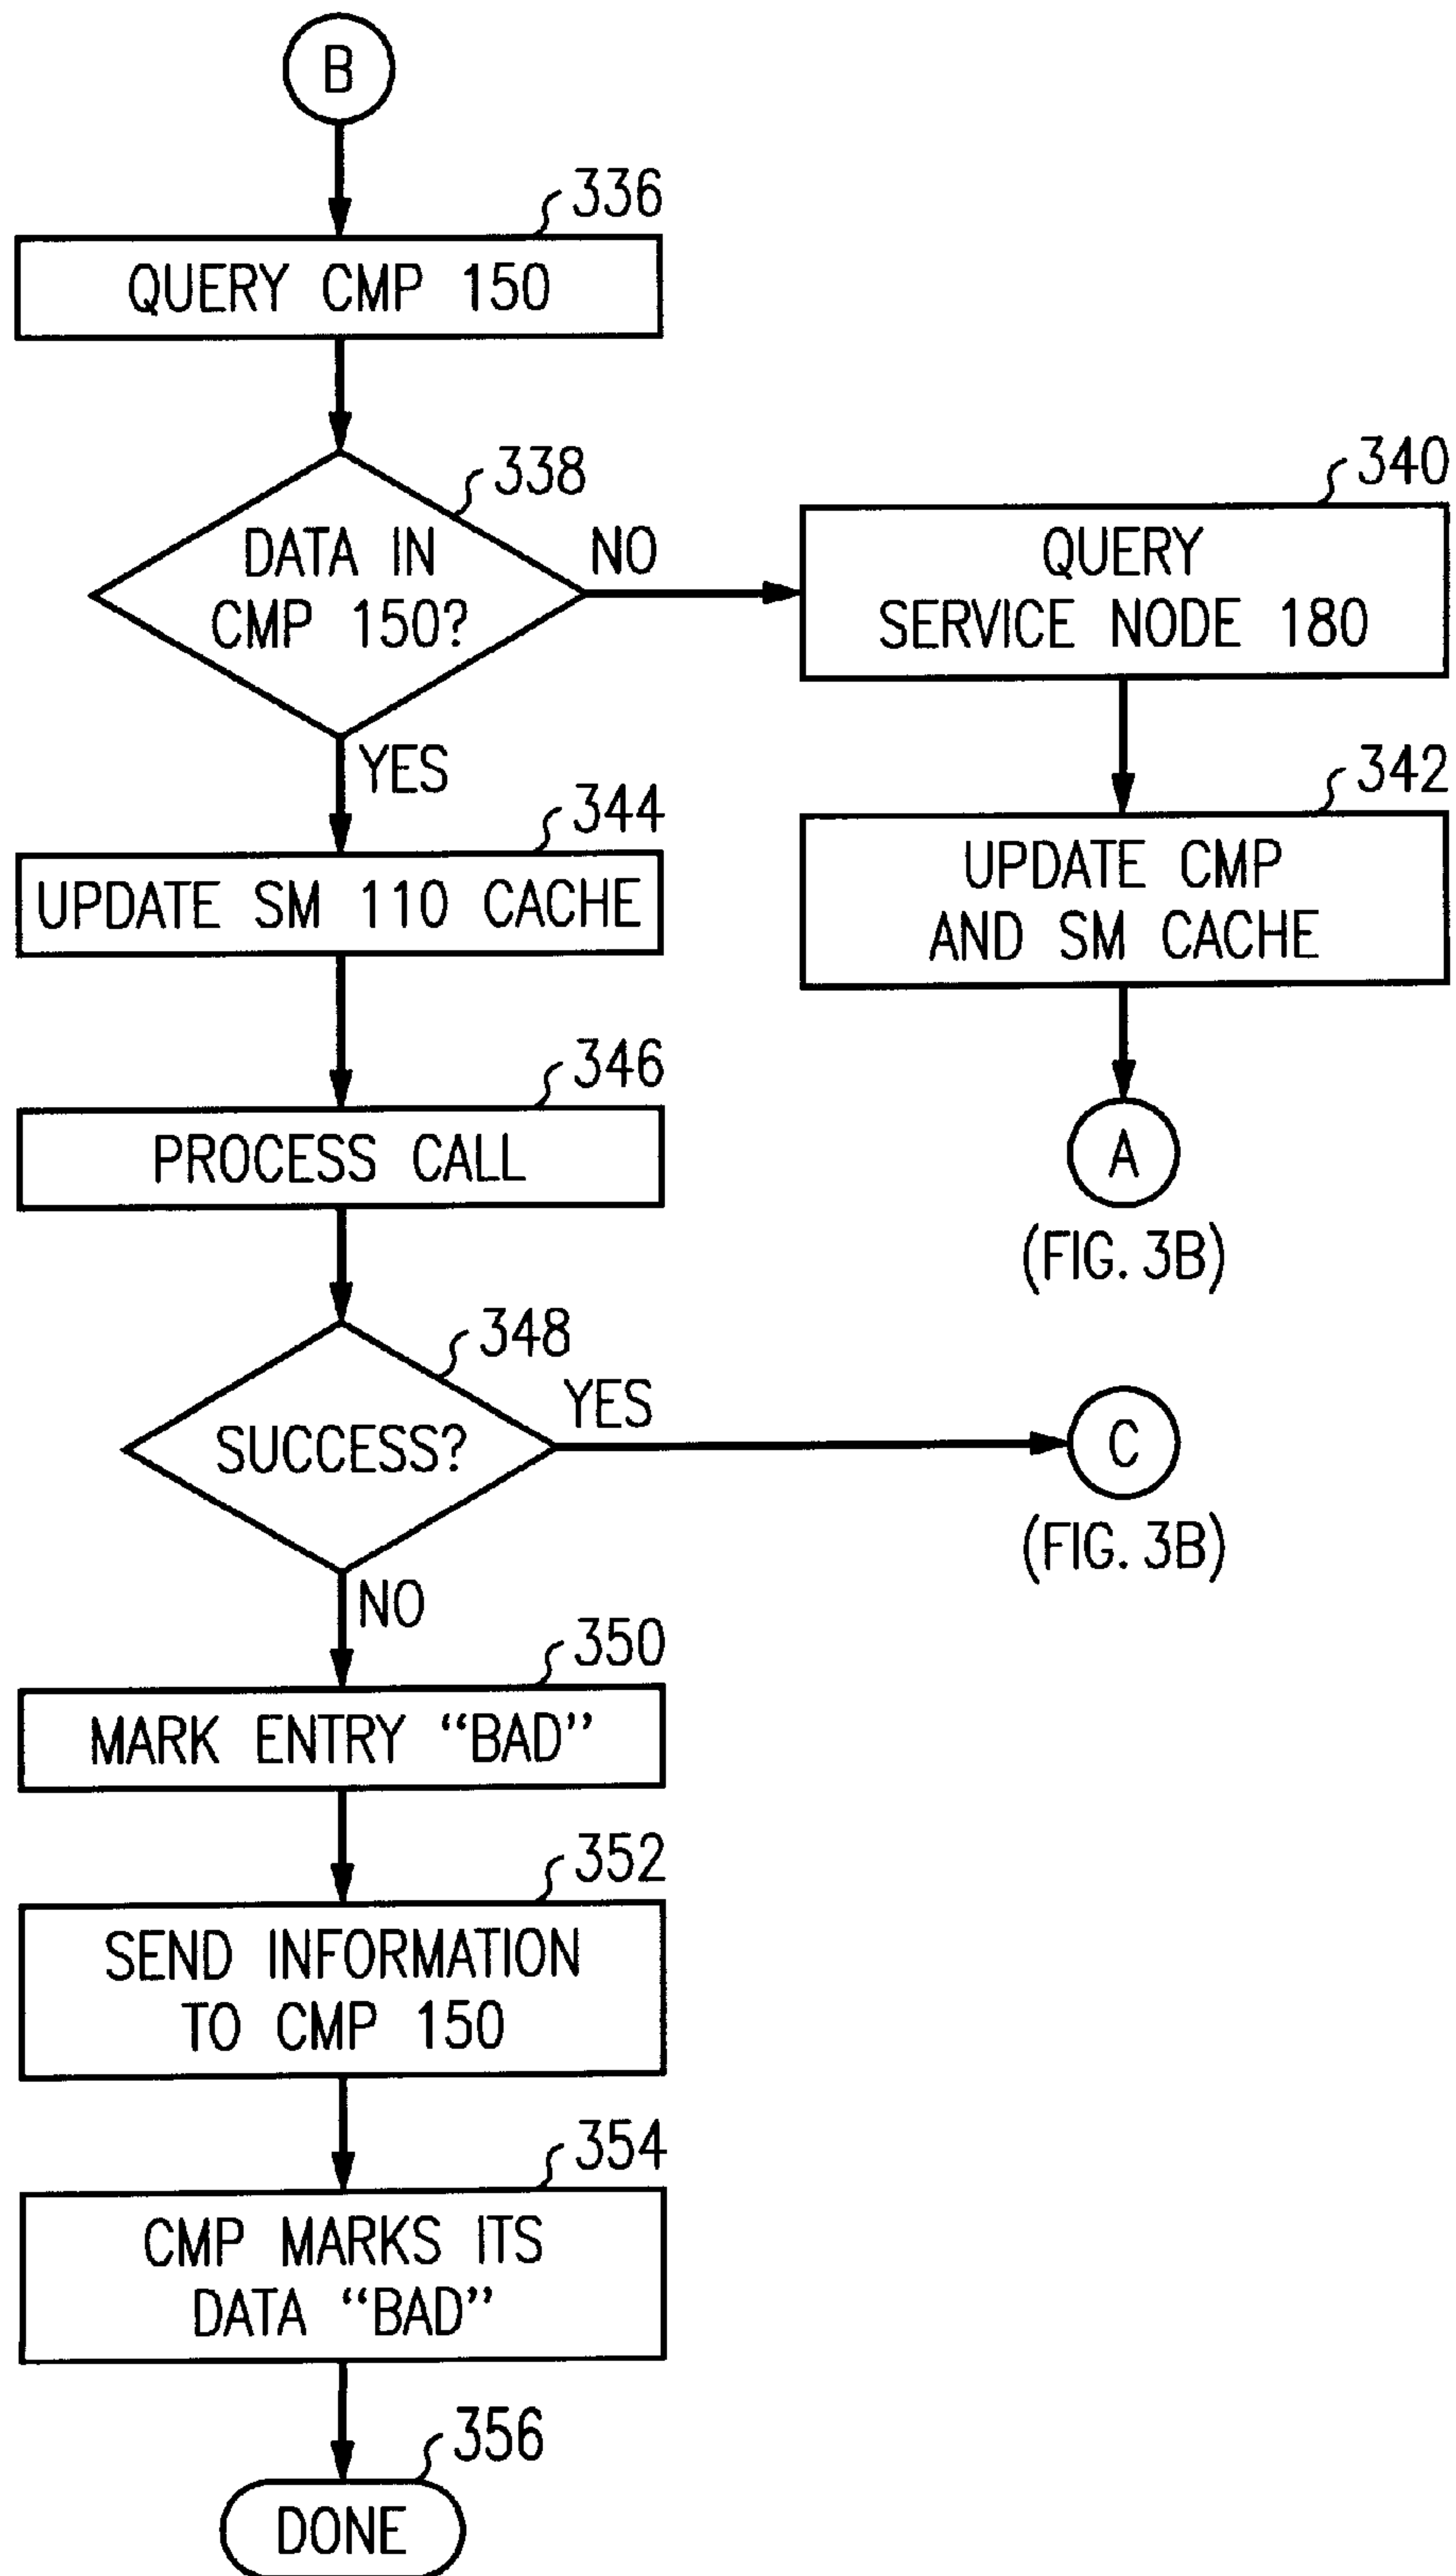 B
336
QUERY CMP 150
338
DATA IN
CMP 150?
NO
340
QUERY
SERVICE NODE 180
YES
342
UPDATE CMP
AND SM CACHE
344
UPDATE SM 110 CACHE
A
(FIG. 3B)
346
PROCESS CALL
348
SUCCESS?
YES
C
(FIG. 3B)
NO
350
MARK ENTRY “BAD”
352
SEND INFORMATION
TO CMP 150
354
CMP MARKS ITS
DATA “BAD”
356
DONE